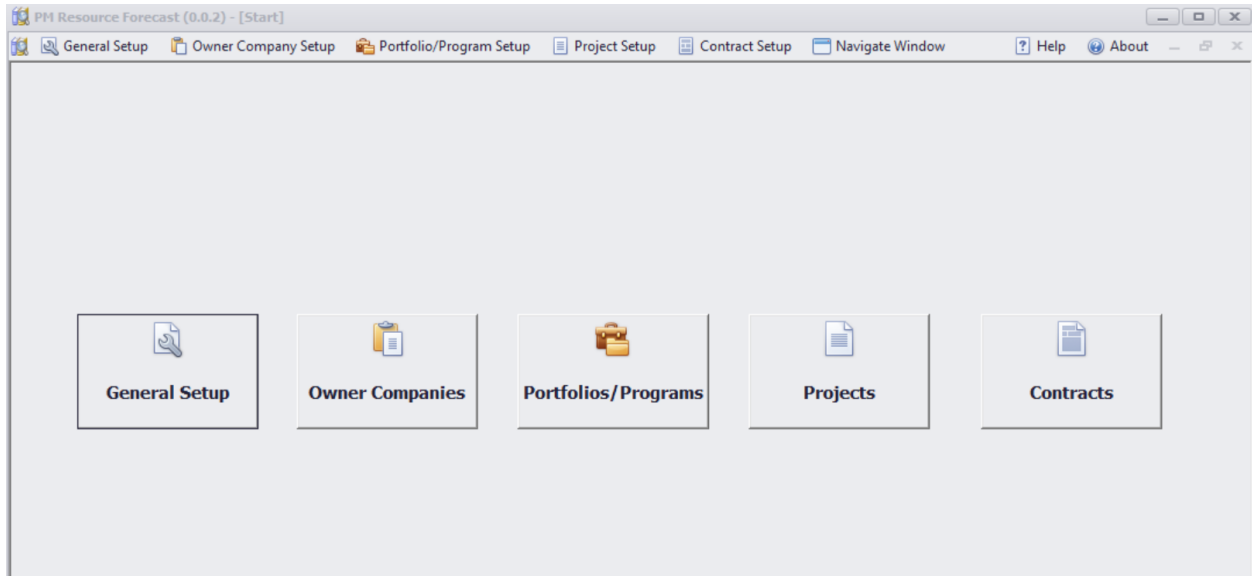 PM Resource Forecast (0.0.2) - [Start]
General Setup Owner Company Setup Portfolio/Program Setup Project Setup Contract Setup Navigate Window ? Help About
General Setup Owner Companies Portfolios/Programs Projects Contracts